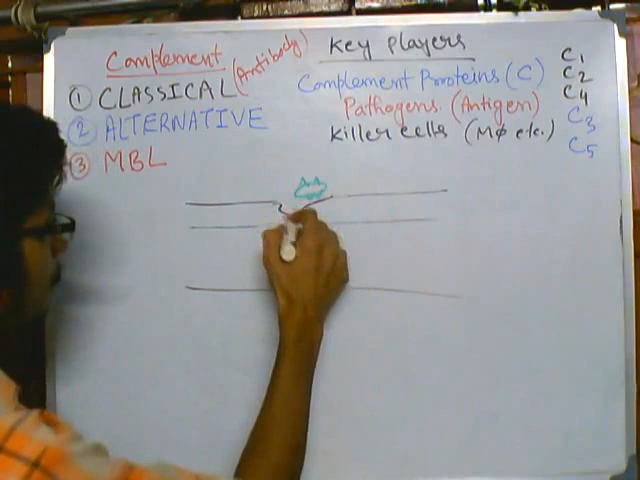 Complement
① CLASSICAL (Antibody)
② ALTERNATIVE
③ MBL
Key players
Complement Proteins (C)
Pathogens (Antigen)
Killer cells (Mφ etc.)
C1
C2
C4
C3
C5